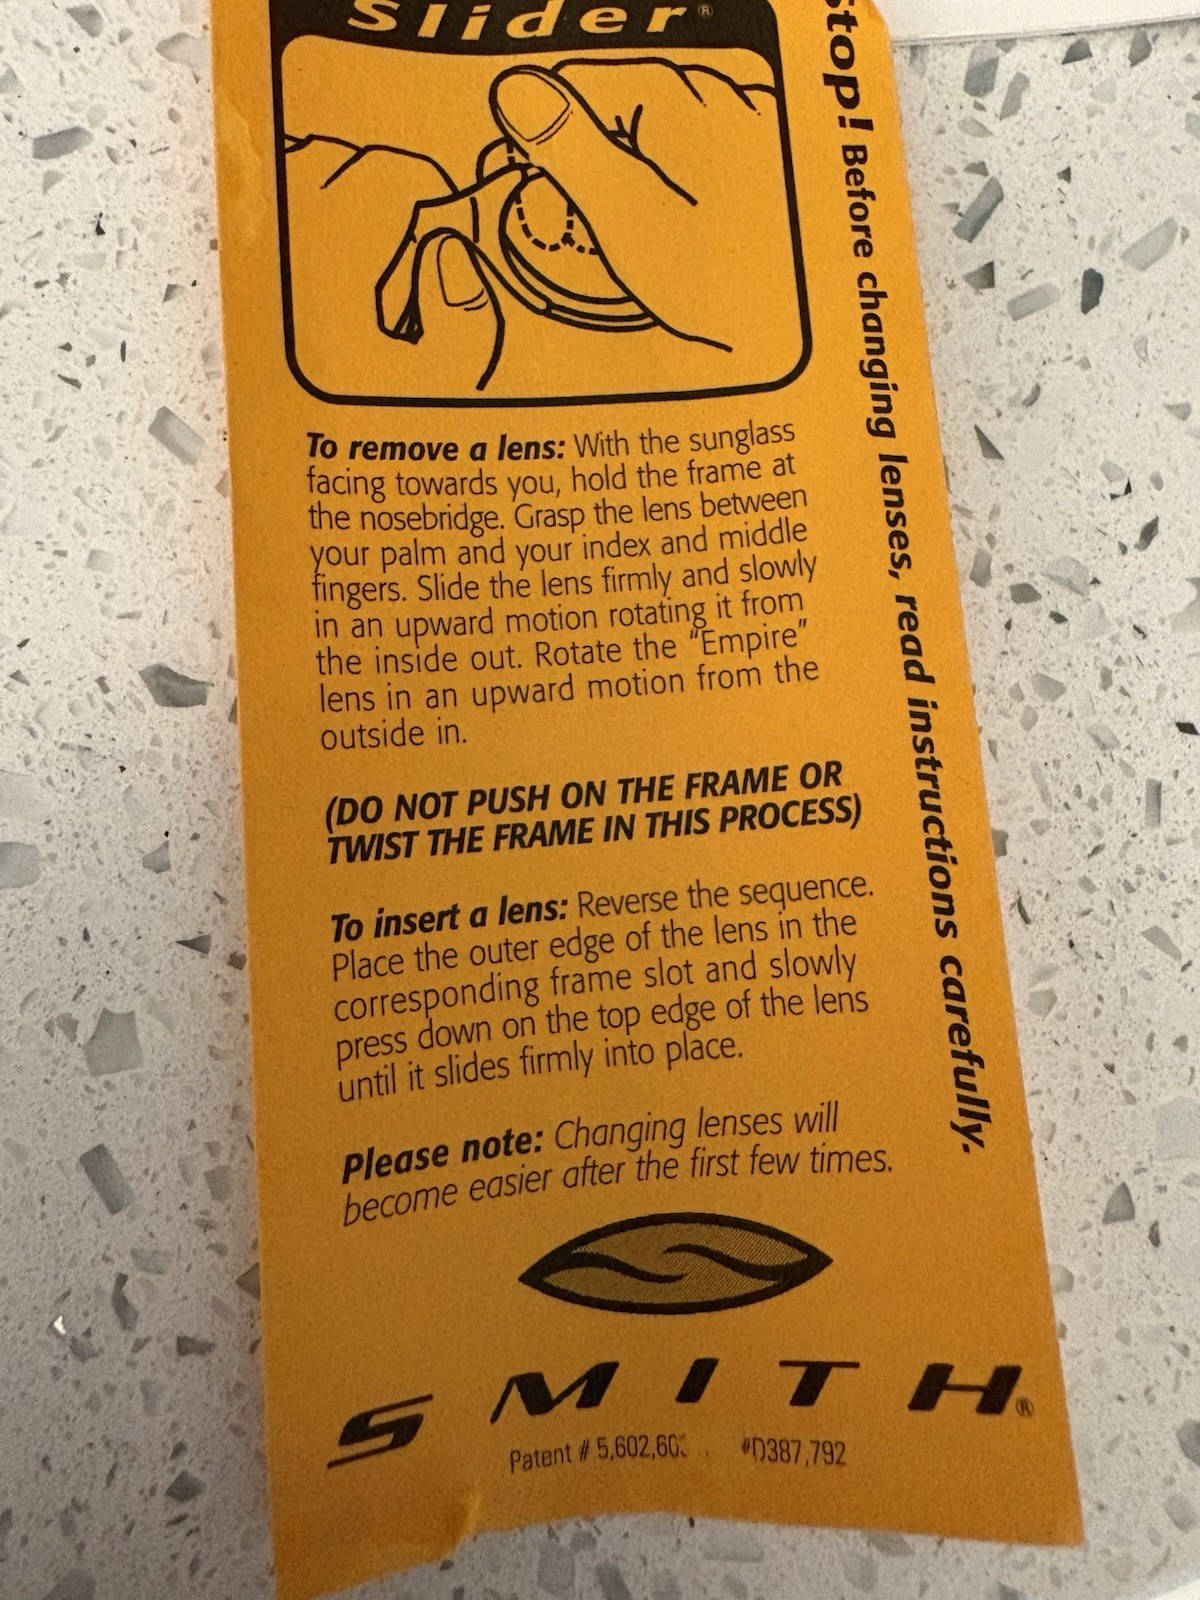 Slider®
Stop! Before changing lenses, read instructions carefully.
To remove a lens: With the sunglass
facing towards you, hold the frame at
the nosebridge. Grasp the lens between
your palm and your index and middle
fingers. Slide the lens firmly and slowly
in an upward motion rotating it from
the inside out. Rotate the "Empire"
lens in an upward motion from the
outside in.
(DO NOT PUSH ON THE FRAME OR
TWIST THE FRAME IN THIS PROCESS)
To insert a lens: Reverse the sequence.
Place the outer edge of the lens in the
corresponding frame slot and slowly
press down on the top edge of the lens
until it slides firmly into place.
Please note: Changing lenses will
become easier after the first few times.
SMITH®
Patent # #D387,792